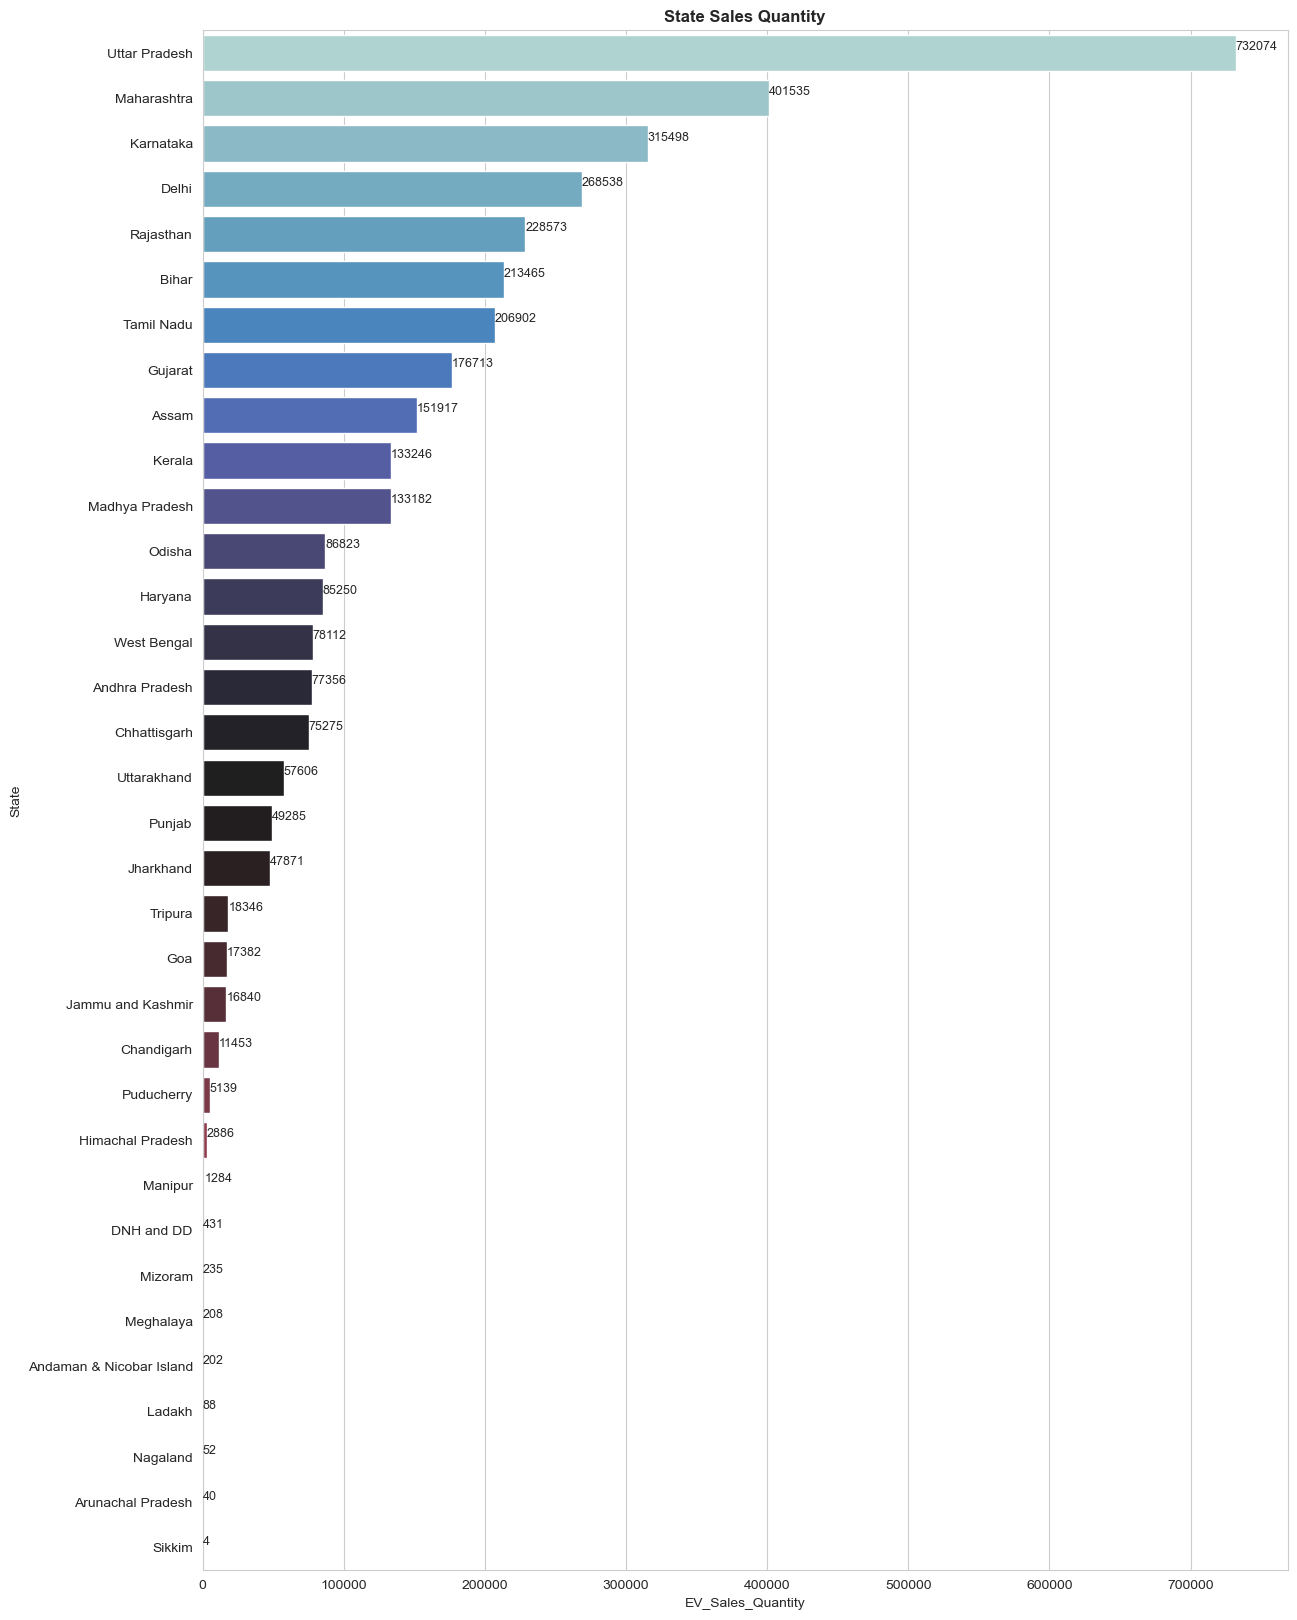 State Sales Quantity
Uttar Pradesh 732074
Maharashtra 401535
Karnataka 315498
Delhi 268538
Rajasthan 228573
Bihar 213465
Tamil Nadu 206902
Gujarat 176713
Assam 151917
Kerala 133246
Madhya Pradesh 133182
Odisha 86823
Haryana 85250
West Bengal 78112
Andhra Pradesh 77356
Chhattisgarh 75275
Uttarakhand 57606
State
Punjab 49285
Jharkhand 47871
Tripura 18346
Goa 17382
Jammu and Kashmir 16840
Chandigarh 11453
Puducherry 5139
Himachal Pradesh 2886
Manipur 1284
DNH and DD 431
Mizoram 235
Meghalaya 208
Andaman & Nicobar Island 202
Ladakh 88
Nagaland 52
Arunachal Pradesh 40
Sikkim 4
0 100000 200000 300000 400000 500000 600000 700000
EV_Sales_Quantity